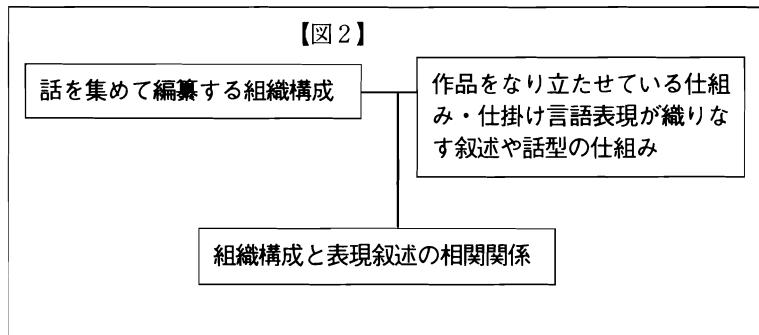 【図2】
話を集めて編纂する組織構成
作品をなり立たせている仕組
み・仕掛け言語表現が織りな
す叙述や話型の仕組み
組織構成と表現叙述の相関関係